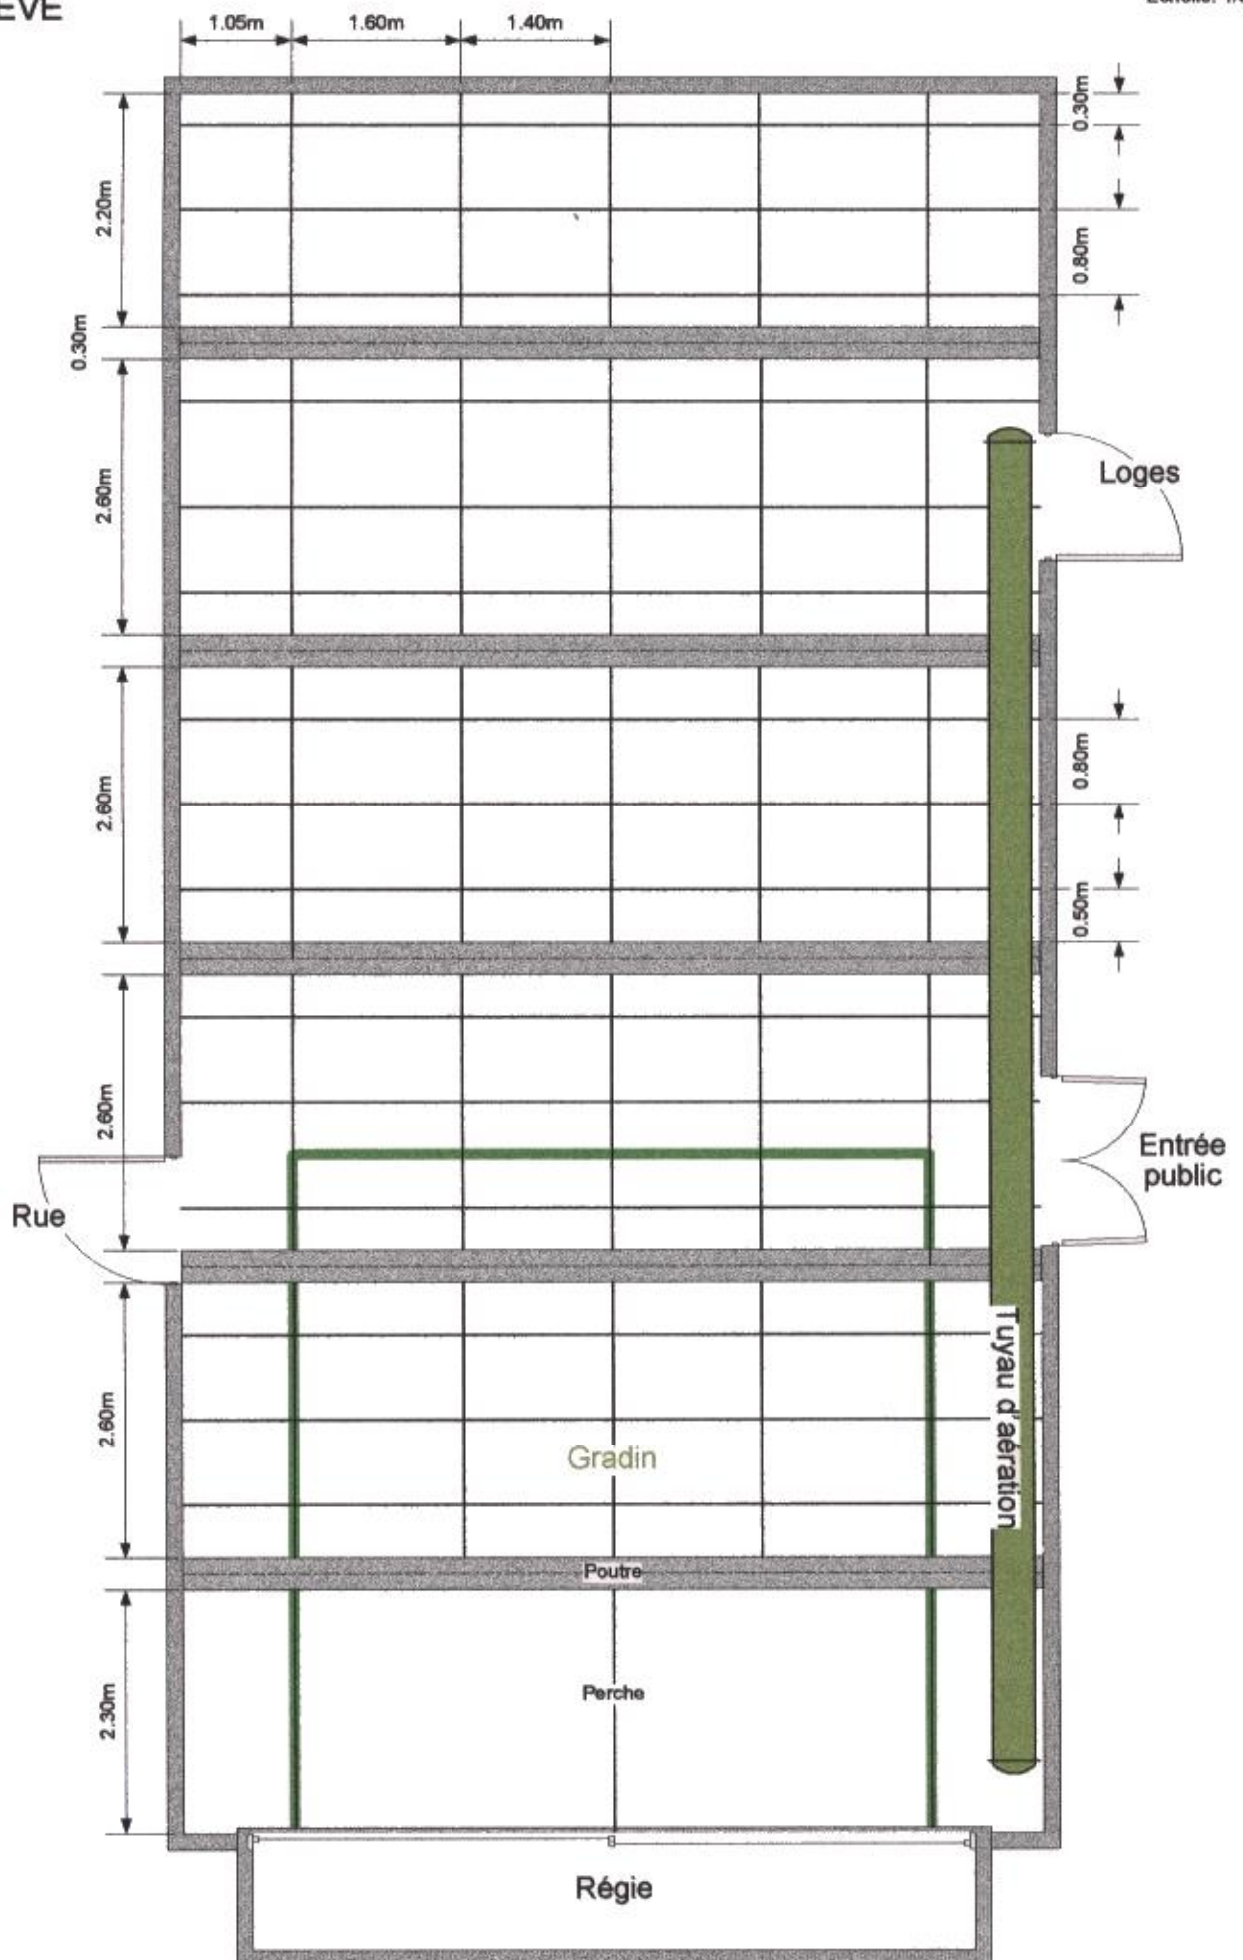 1.05m
1.60m
1.40m
0.30m
2.20m
0.80m
0.30m
2.60m
Loges
2.60m
0.80m
0.50m
2.60m
Entrée
public
Rue
2.60m
Tuyau d'aération
Gradin
Poutre
2.30m
Perche
Régie